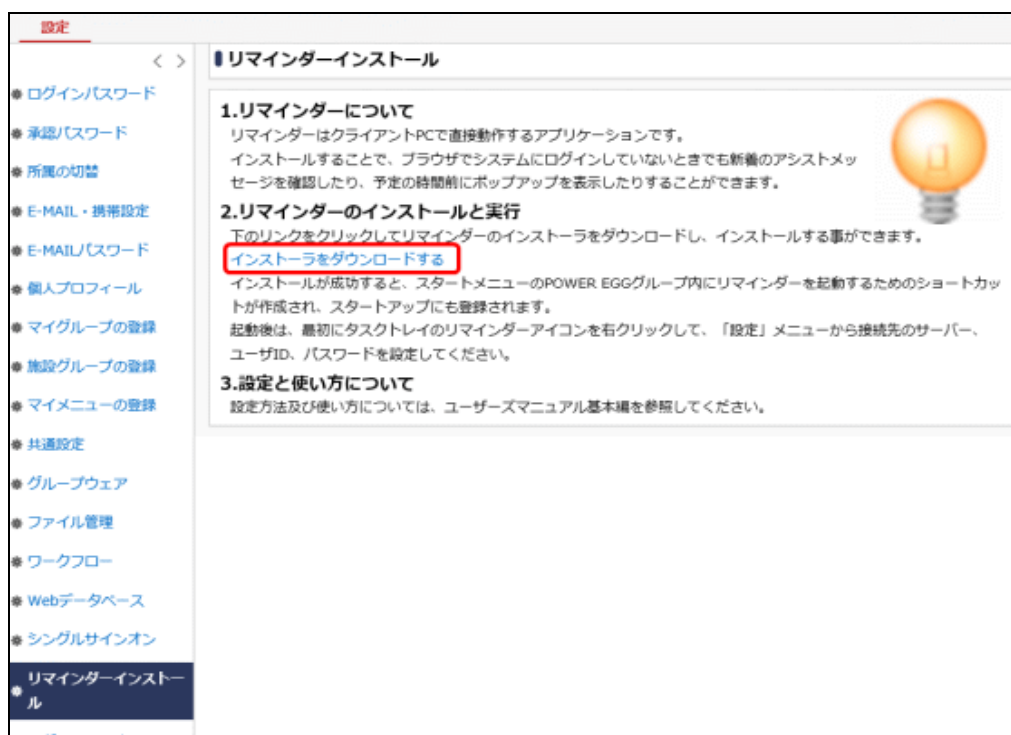 設定
< >
ログインパスワード
承認パスワード
所属の切替
E-MAIL・携帯設定
E-MAILパスワード
個人プロフィール
マイグループの登録
施設グループの登録
マイメニューの登録
共通設定
グループウェア
ファイル管理
ワークフロー
Webデータベース
シングルサインオン
リマインダーインストー
ル
リマインダーインストール
1.リマインダーについて
リマインダーはクライアントPCで直接動作するアプリケーションです。
インストールすることで、ブラウザでシステムにログインしていないときでも新着のアシストメッ
セージを確認したり、予定の時間前にポップアップを表示したりすることができます。
2.リマインダーのインストールと実行
下のリンクをクリックしてリマインダーのインストーラをダウンロードし、インストールする事ができます。
インストーラをダウンロードする
インストールが成功すると、スタートメニューのPOWER EGGグループ内にリマインダーを起動するためのショートカッ
トが作成され、スタートアップにも登録されます。
起動後は、最初にタスクトレイのリマインダーアイコンを右クリックして、「設定」メニューから接続先のサーバー、
ユーザID、パスワードを設定してください。
3.設定と使い方について
設定方法及び使い方については、ユーザーズマニュアル基本編を参照してください。